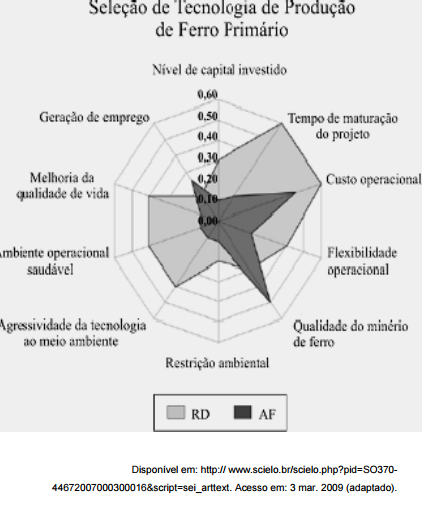 Seleção de Tecnologia de Produção
de Ferro Primário
Nível de capital investido
0,60
Geração de emprego
0,50
Tempo de maturação
do projeto
0,40
0,30
Melhoria da
qualidade de vida
0,20
Custo operacional
0,10
0,00
Ambiente operacional
saudável
Flexibilidade
operacional
Agressividade da tecnologia
ao meio ambiente
Qualidade do minério
de ferro
Restrição ambiental
RD AF
Disponível em: http:// www.scielo.br/scielo.php?pid=SO370-
44672007000300016&script=sei_arttext. Acesso em: 3 mar. 2009 (adaptado).